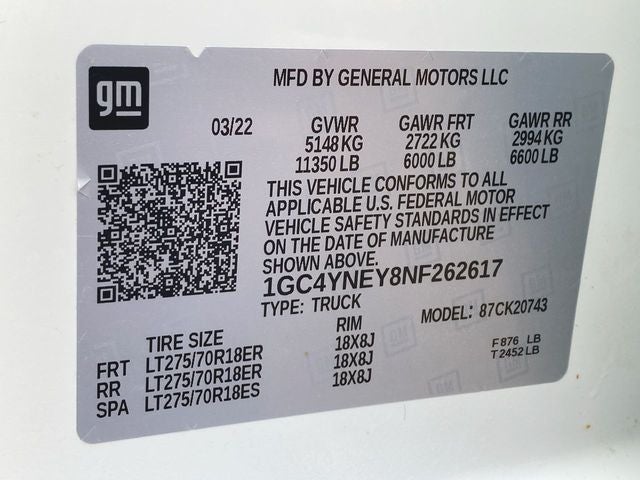 gm
MFD BY GENERAL MOTORS LLC
03/22 GVWR GAWR FRT GAWR RR
5148 KG 2722 KG 2994 KG
11350 LB 6000 LB 6600 LB
THIS VEHICLE CONFORMS TO ALL
APPLICABLE U.S. FEDERAL MOTOR
VEHICLE SAFETY STANDARDS IN EFFECT
ON THE DATE OF MANUFACTURE
SHOWN ABOVE.
1GC4YNEY8NF262617
TYPE: TRUCK MODEL: 87CK20743
TIRE SIZE RIM
FRT LT275/70R18ER 18X8J F 876 LB
RR LT275/70R18ER 18X8J T 2452 LB
SPA LT275/70R18ES 18X8J